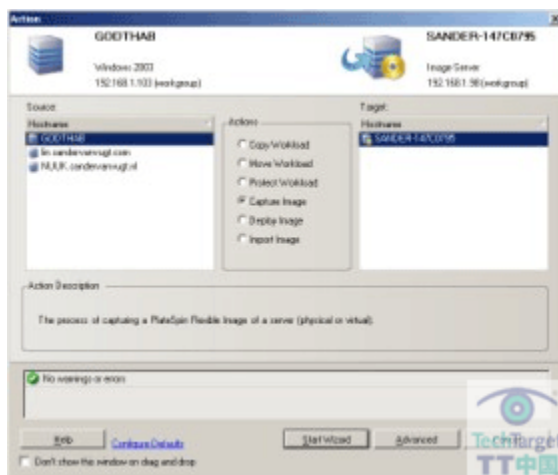 Action
GODTHAB
Windows 2003
192.168.1.103 (workgroup)
SANDER-147C8795
Image Server
192.168.1.98 (workgroup)
Source:
Hostname
GODTHAB
lin.sandervanvugt.com
NUUK.sandervanvugt.nl
Actions
Copy Workload
Move Workload
Protect Workload
Capture Image
Deploy Image
Import Image
Target:
Hostname
SANDER-147C8795
Action Description
The process of capturing a PlateSpin Flexible Image of a server (physical or virtual).
No warnings or errors
Help
Configure Defaults
Start Wizard
Advanced
Don't show this window on drag and drop
TechTarget
TT中国